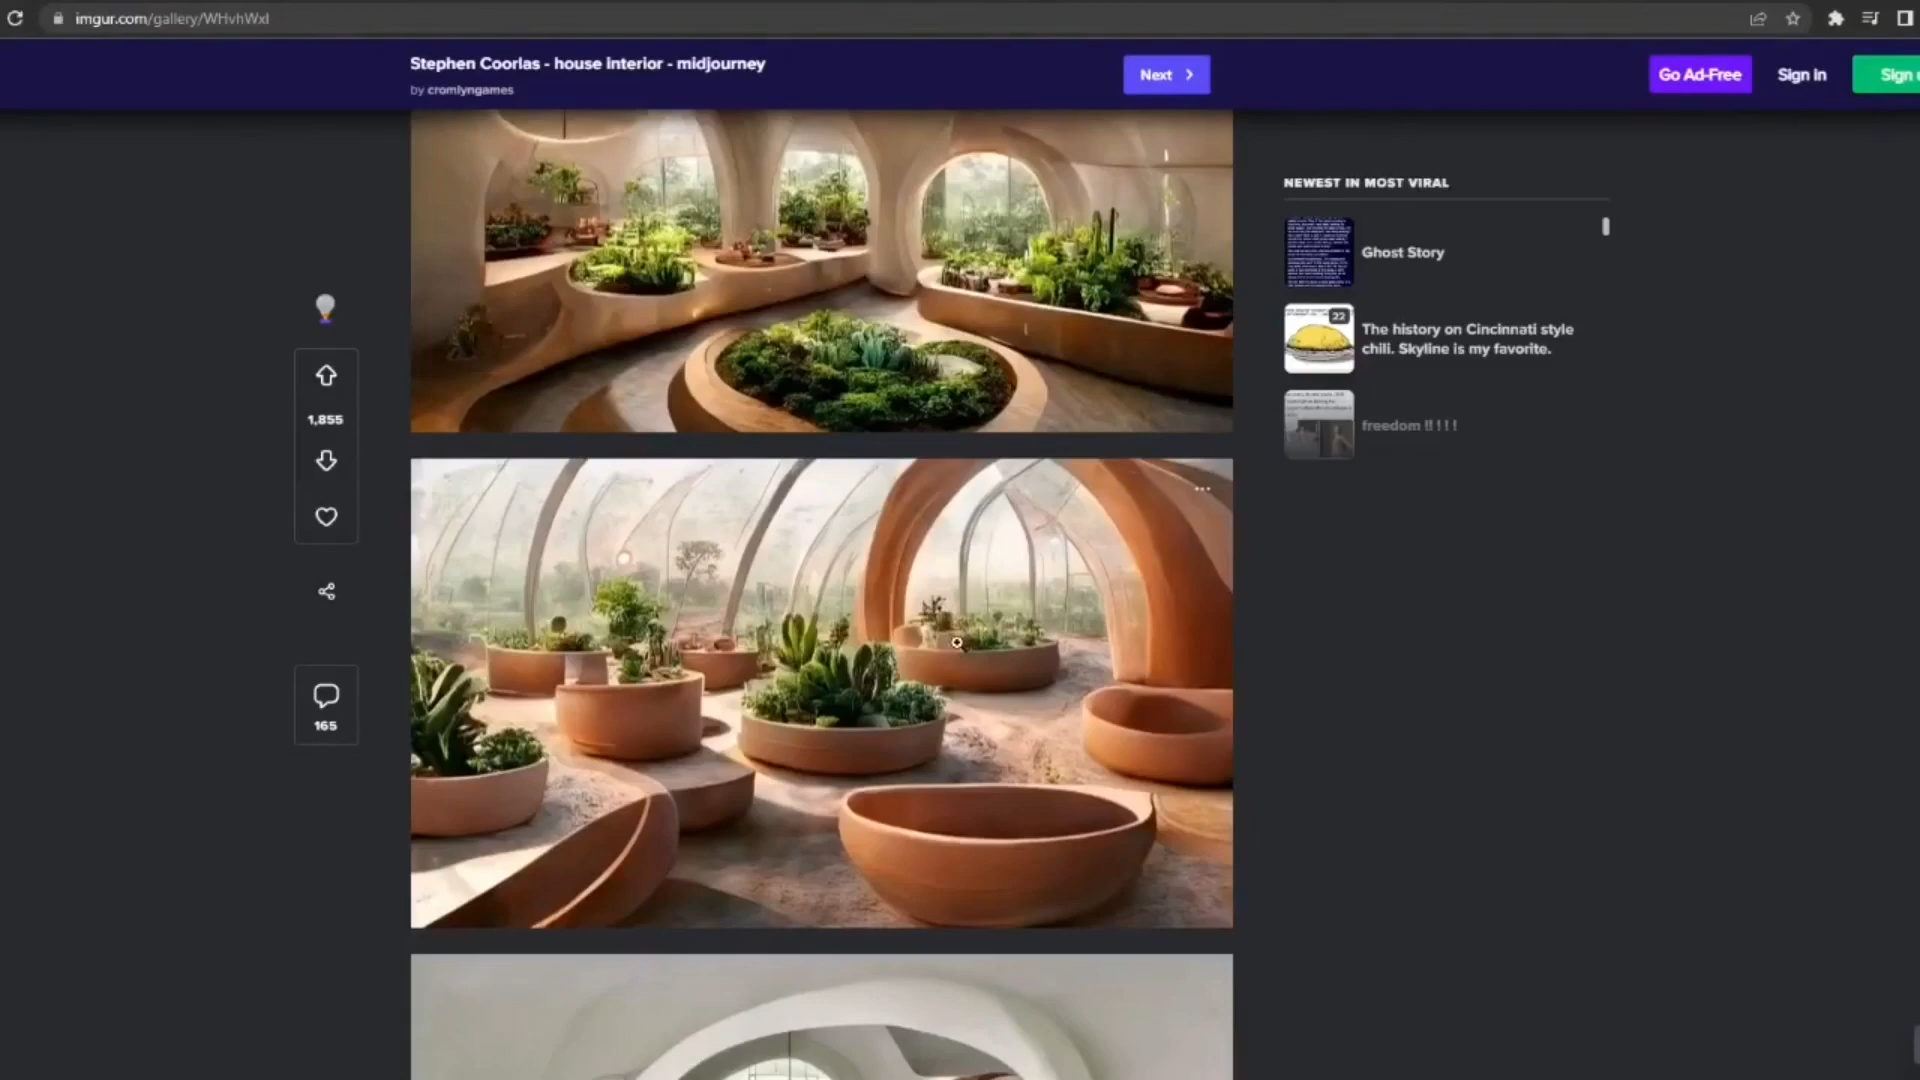 imgur.com/gallery/WHvhWxl
Stephen Coorlas - house interior - midjourney
by cromlyngames
Next
Go Ad-Free
Sign in
Sign
NEWEST IN MOST VIRAL
Ghost Story
22
The history on Cincinnati style
chili. Skyline is my favorite.
freedom !! ! ! !
1,855
165